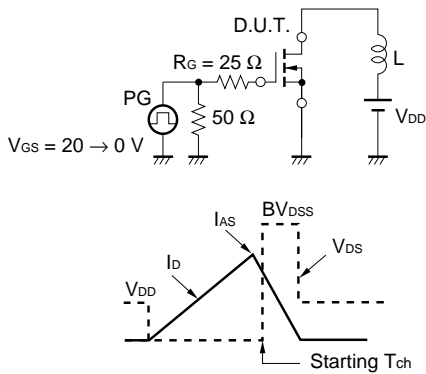 D.U.T.
RG = 25 Ω
L
PG
50 Ω
VDD
VGS = 20 → 0 V
IAS
BVDSS
ID
VDS
VDD
Starting Tch